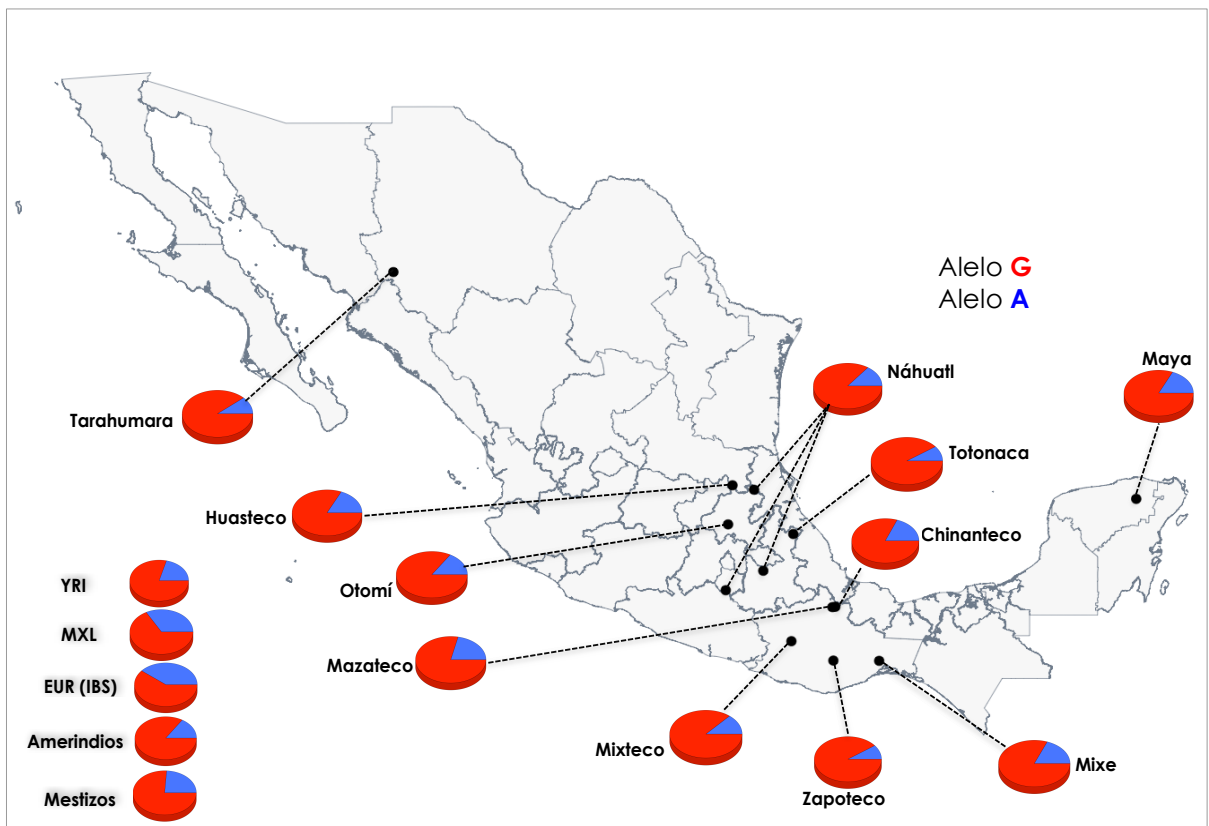 Alelo G
Alelo A
Maya
Náhuatl
Tarahumara
Totonaca
Huasteco
Chinanteco
Otomí
YRI
MXL
Mazateco
EUR (IBS)
Amerindios
Mixteco
Mixe
Zapoteco
Mestizos